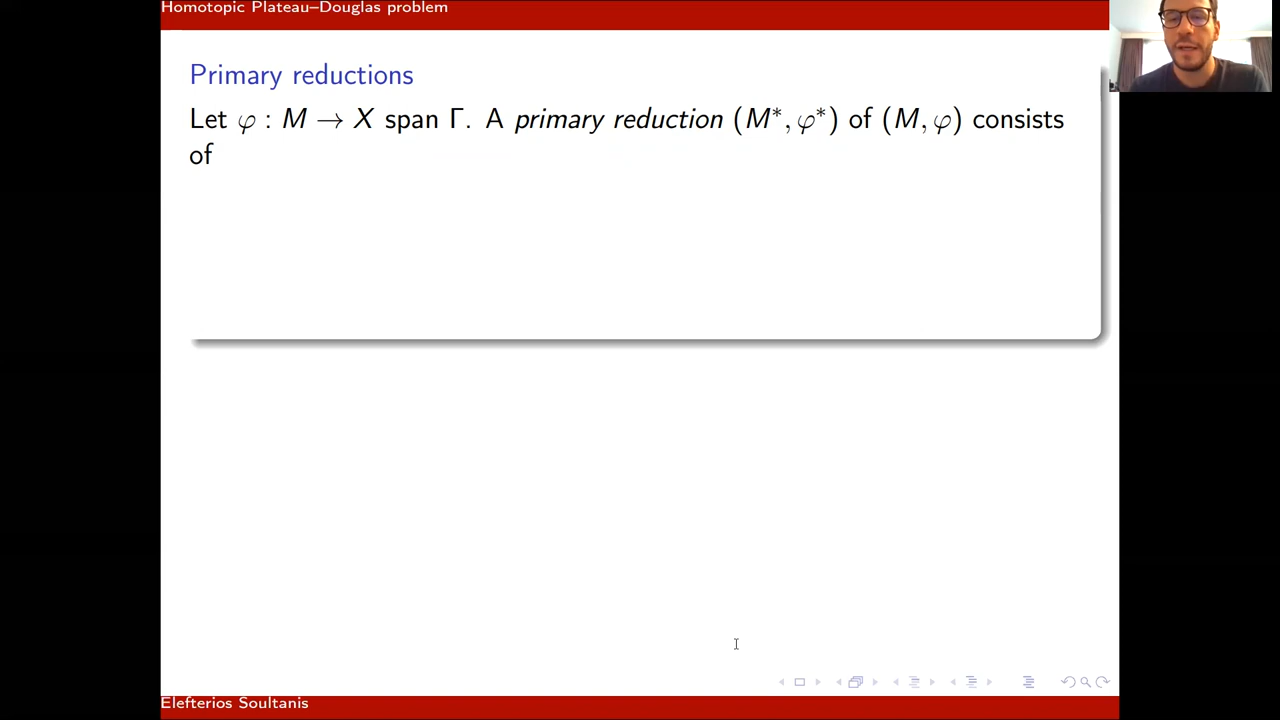 Homotopic Plateau–Douglas problem
Primary reductions
Let φ : M → X span Γ. A primary reduction (M*, φ*) of (M, φ) consists
of
Elefterios Soultanis